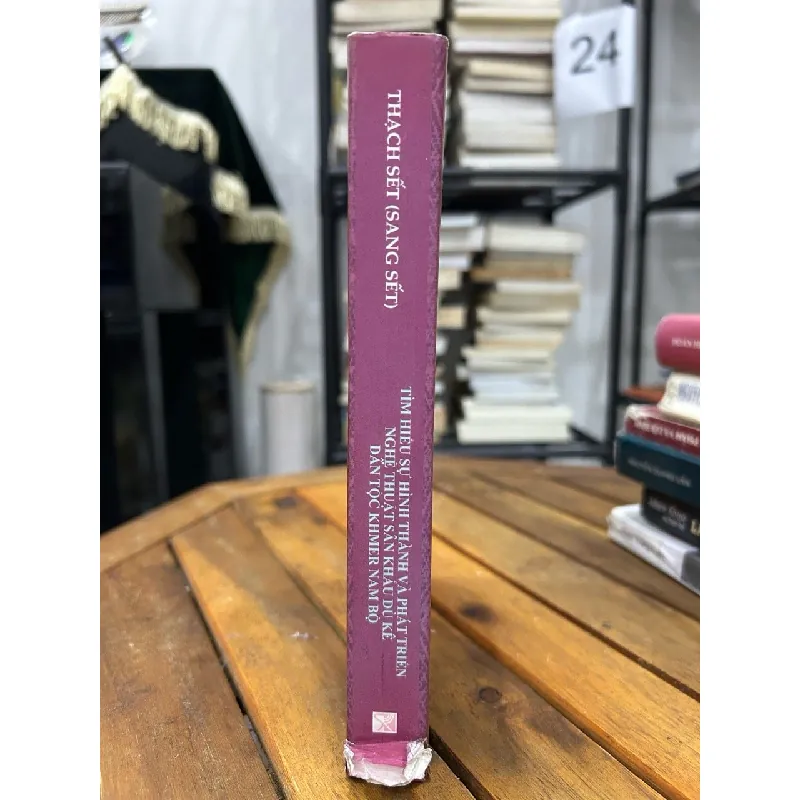 THẠCH SẾT (SANG SẾT)
TÌM HIỂU SỰ HÌNH THÀNH VÀ PHÁT TRIỂN
NGHỆ THUẬT SÂN KHẤU DÙ KÊ
DÂN TỘC KHMER NAM BỘ
24